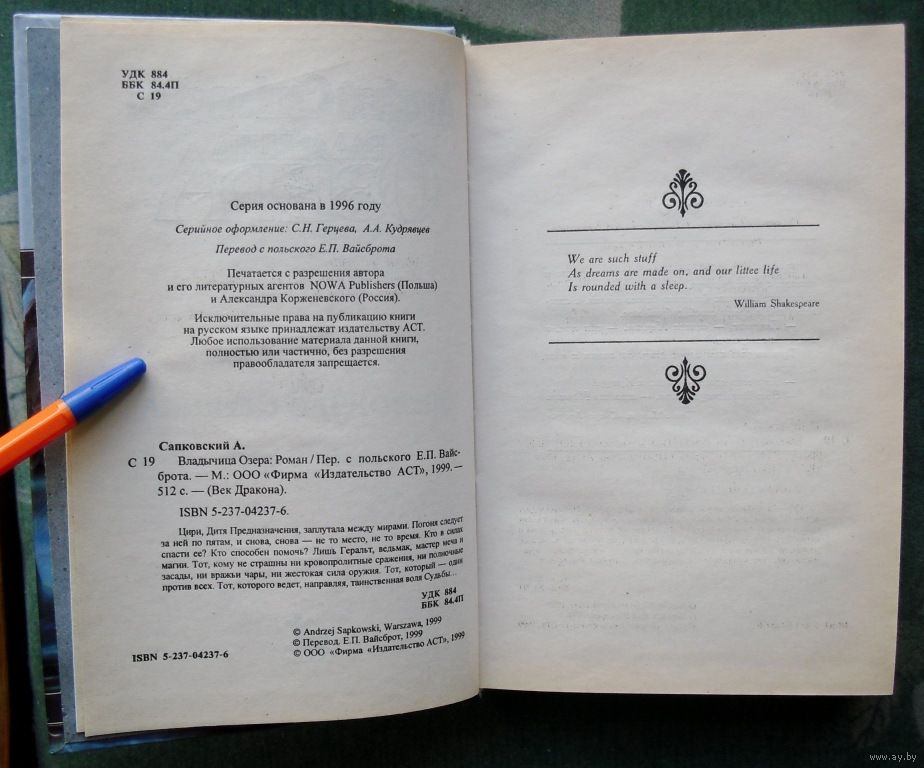 УДК 884
ББК 84.4П
С 19
Серия основана в 1996 году
Серийное оформление: С.Н. Герцева, А.А. Кудрявцев
Перевод с польского Е.П. Вайсброта
Печатается с разрешения автора
и его литературных агентов NOWA Publishers (Польша)
и Александра Корженевского (Россия).
Исключительные права на публикацию книги
на русском языке принадлежат издательству АСТ.
Любое использование материала данной книги,
полностью или частично, без разрешения
правообладателя запрещается.
Сапковский А.
С 19 Владычица Озера: Роман / Пер. с польского Е.П. Вайс-
брота. — М.: ООО «Фирма «Издательство АСТ», 1999. —
512 с. — (Век Дракона).
ISBN 5-237-04237-6.
Цири, Дитя Предназначения, заплутала между мирами. Погоня следует
за ней по пятам, и снова, снова — не то место, не то время. Кто в силах
спасти ее? Кто способен помочь? Лишь Геральт, ведьмак, мастер меча и
магии. Тот, кому не страшны ни кровопролитные сражения, ни полночные
засады, ни вражьи чары, ни жестокая сила оружия. Тот, который — один
против всех. Тот, которого ведет, направляя, таинственная воля Судьбы...
УДК 884
ББК 84.4П
© Andrzej Sapkowski, Warszawa, 1999
© Перевод. Е.П. Вайсброт, 1999
© ООО «Фирма «Издательство АСТ», 1999
ISBN 5-237-04237-6
We are such stuff
As dreams are made on, and our littee life
Is rounded with a sleep.
William Shakespeare
www.ay.by